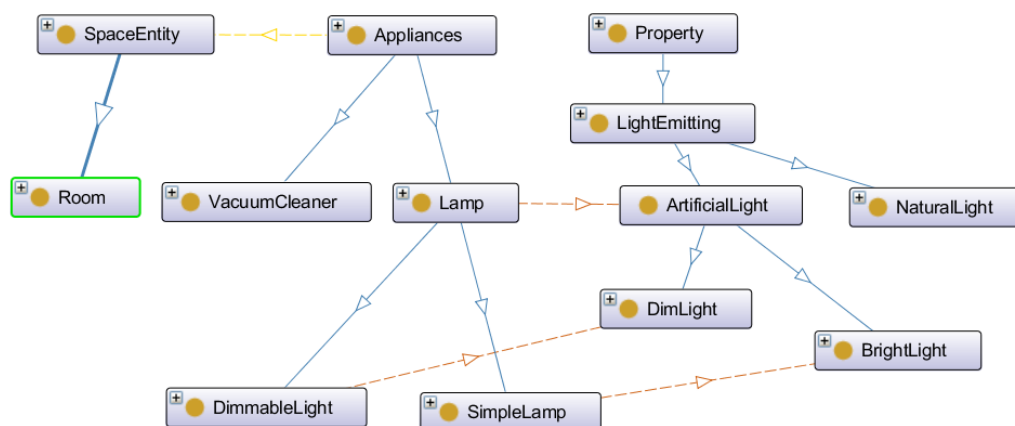 SpaceEntity
Appliances
Property
LightEmitting
Room
VacuumCleaner
Lamp
ArtificialLight
NaturalLight
DimLight
BrightLight
DimmableLight
SimpleLamp